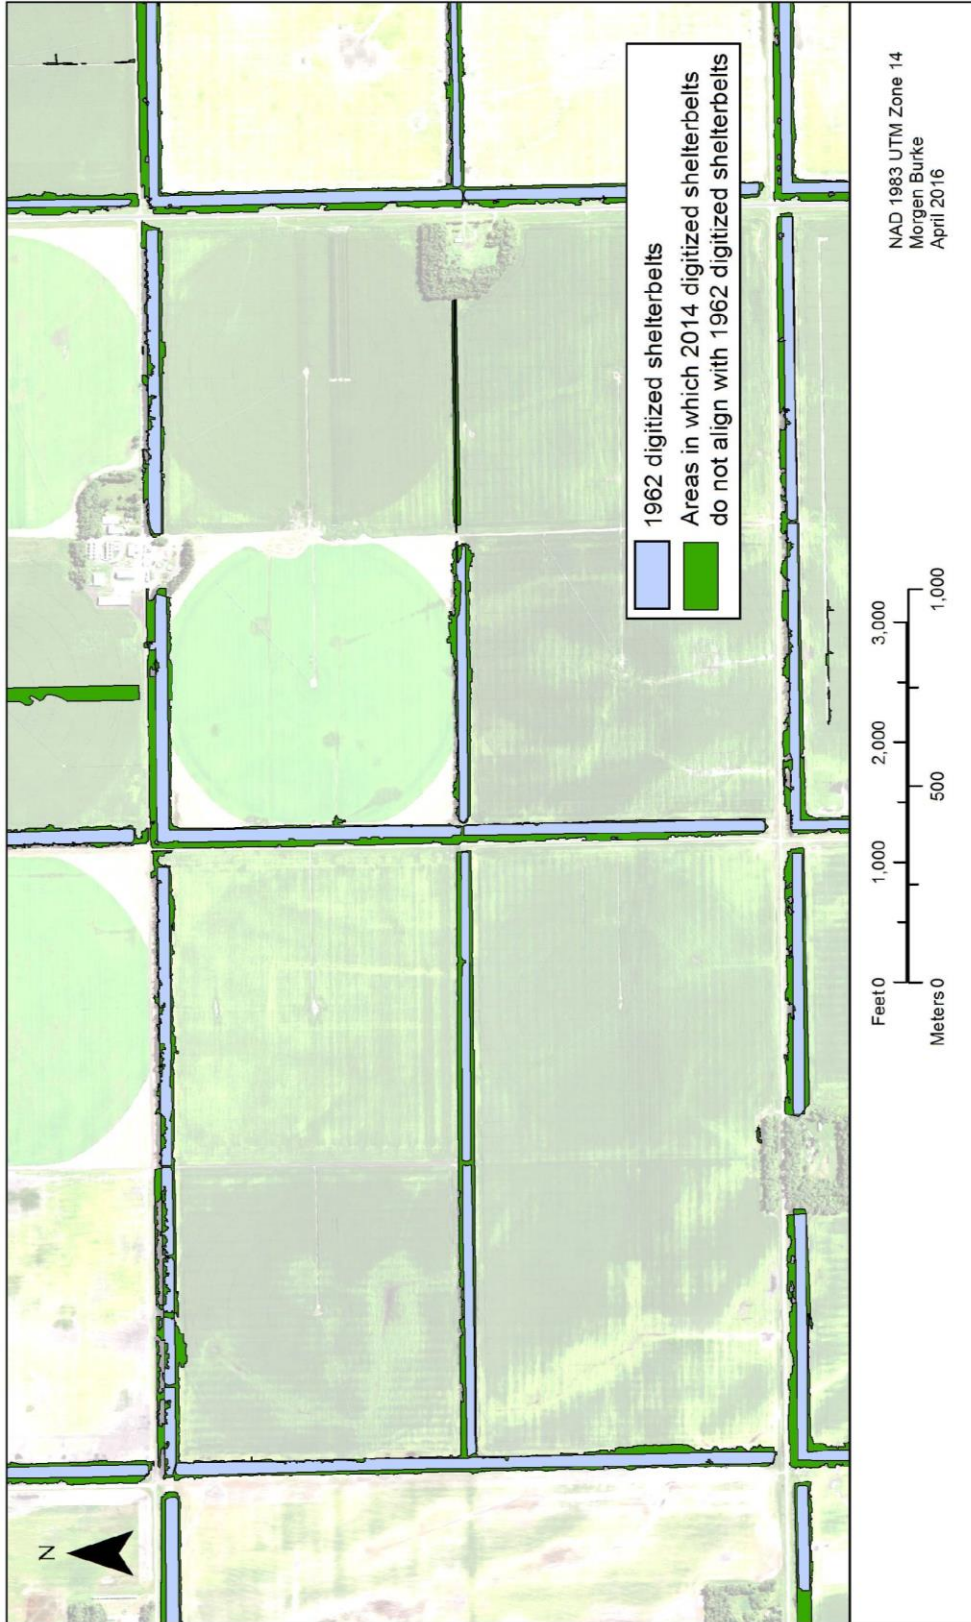 N
1962 digitized shelterbelts
Areas in which 2014 digitized shelterbelts
do not align with 1962 digitized shelterbelts
Feet 0 1,000 2,000 3,000
Meters 0 500 1,000
NAD 1983 UTM Zone 14
Morgen Burke
April 2016